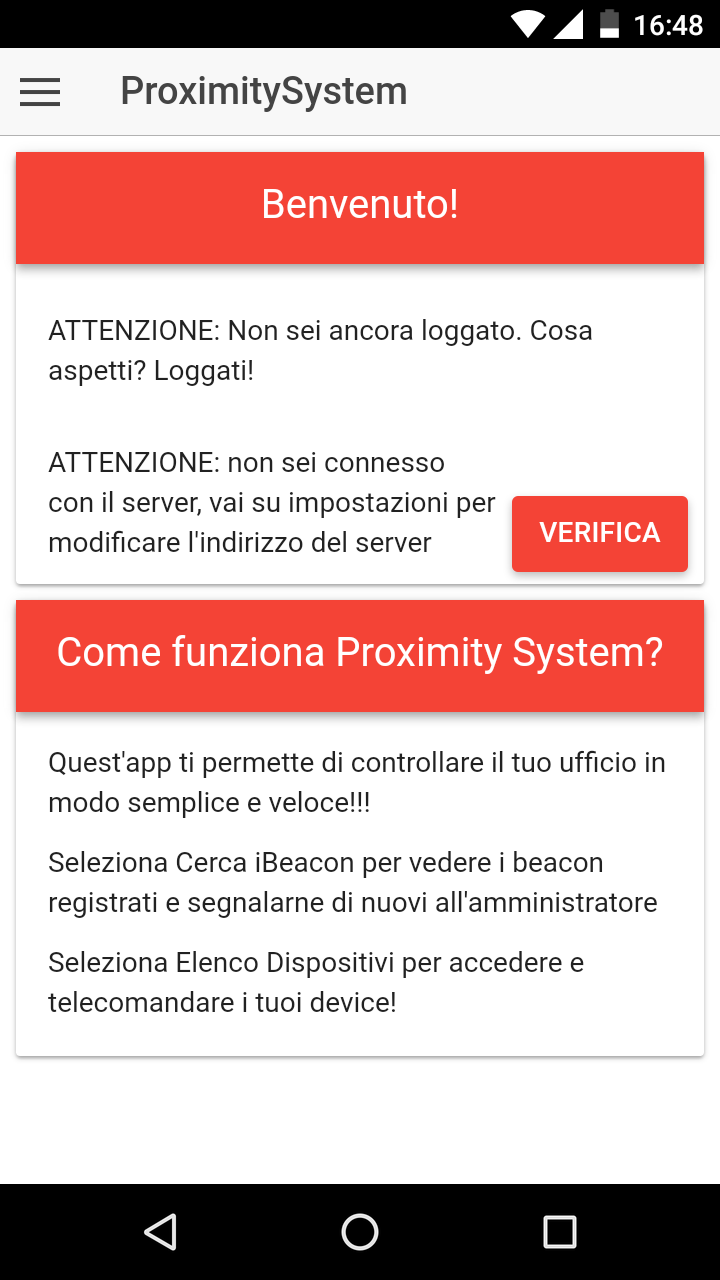 16:48
ProximitySystem
Benvenuto!
ATTENZIONE: Non sei ancora loggato. Cosa
aspetti? Loggati!
ATTENZIONE: non sei connesso
con il server, vai su impostazioni per
modificare l'indirizzo del server
VERIFICA
Come funziona Proximity System?
Quest'app ti permette di controllare il tuo ufficio in
modo semplice e veloce!!!
Seleziona Cerca iBeacon per vedere i beacon
registrati e segnalarne di nuovi all'amministratore
Seleziona Elenco Dispositivi per accedere e
telecomandare i tuoi device!